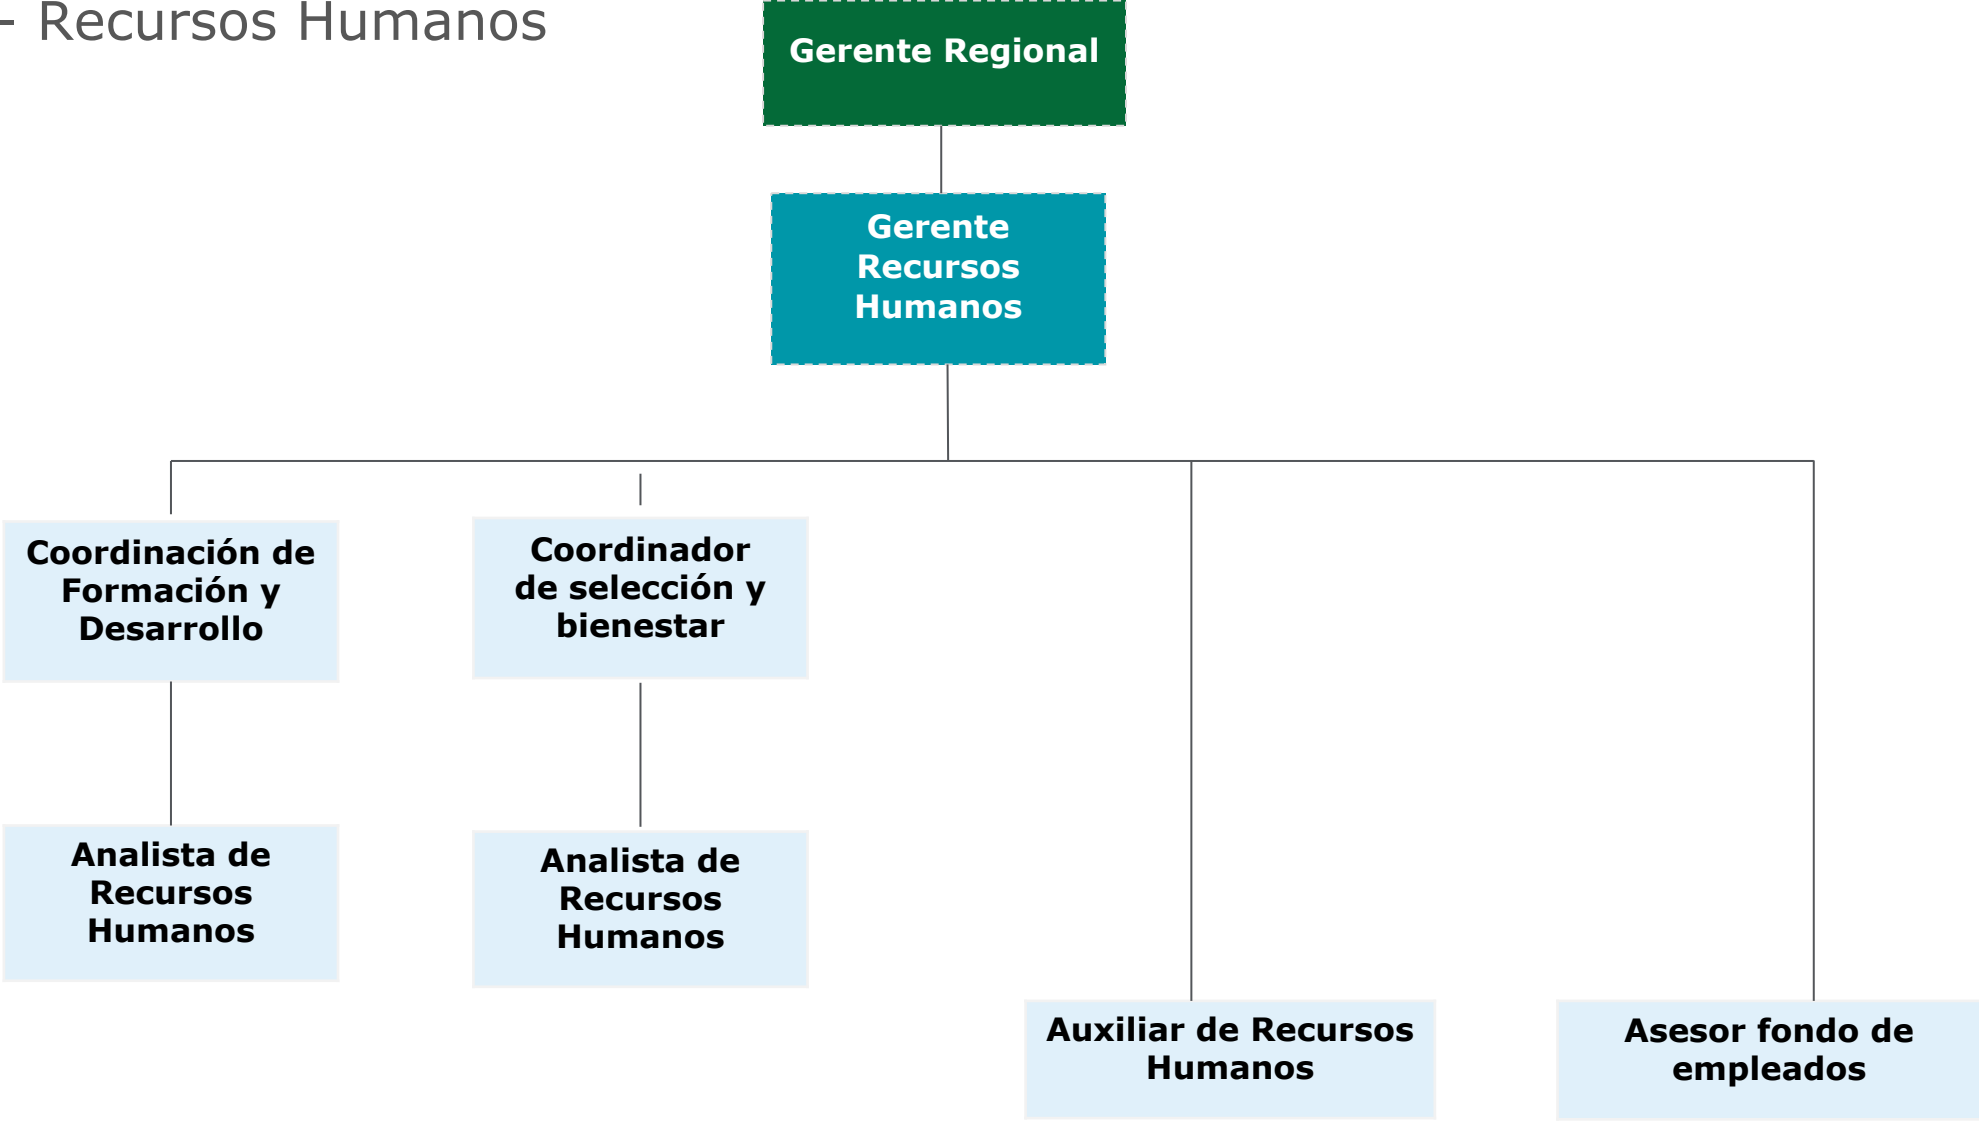 - Recursos Humanos
Gerente Regional
Gerente
Recursos
Humanos
Coordinación de
Formación y
Desarrollo
Coordinador
de selección y
bienestar
Analista de
Recursos
Humanos
Analista de
Recursos
Humanos
Auxiliar de Recursos
Humanos
Asesor fondo de
empleados